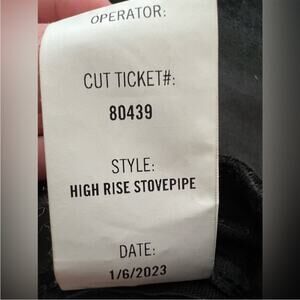 OPERATOR:
CUT TICKET#:
80439
STYLE:
HIGH RISE STOVEPIPE
DATE:
1/6/2023